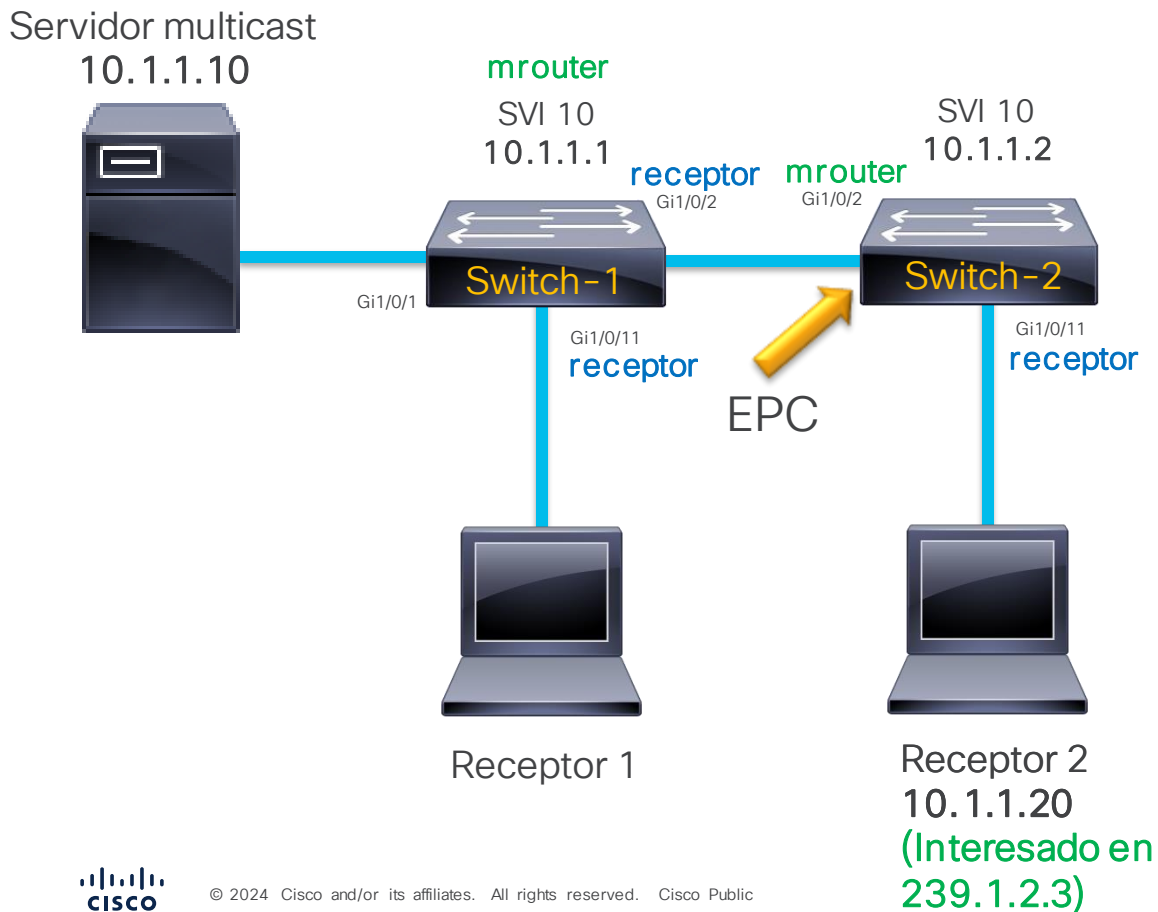 Servidor multicast
10.1.1.10
mrouter
SVI 10
10.1.1.1
SVI 10
10.1.1.2
receptor
Gi1/0/2
mrouter
Gi1/0/2
Switch-1
Switch-2
Gi1/0/1
Gi1/0/11
receptor
Gi1/0/11
receptor
EPC
Receptor 1
Receptor 2
10.1.1.20
(Interesado en
239.1.2.3)
CISCO
© 2024 Cisco and/or its affiliates. All rights reserved. Cisco Public